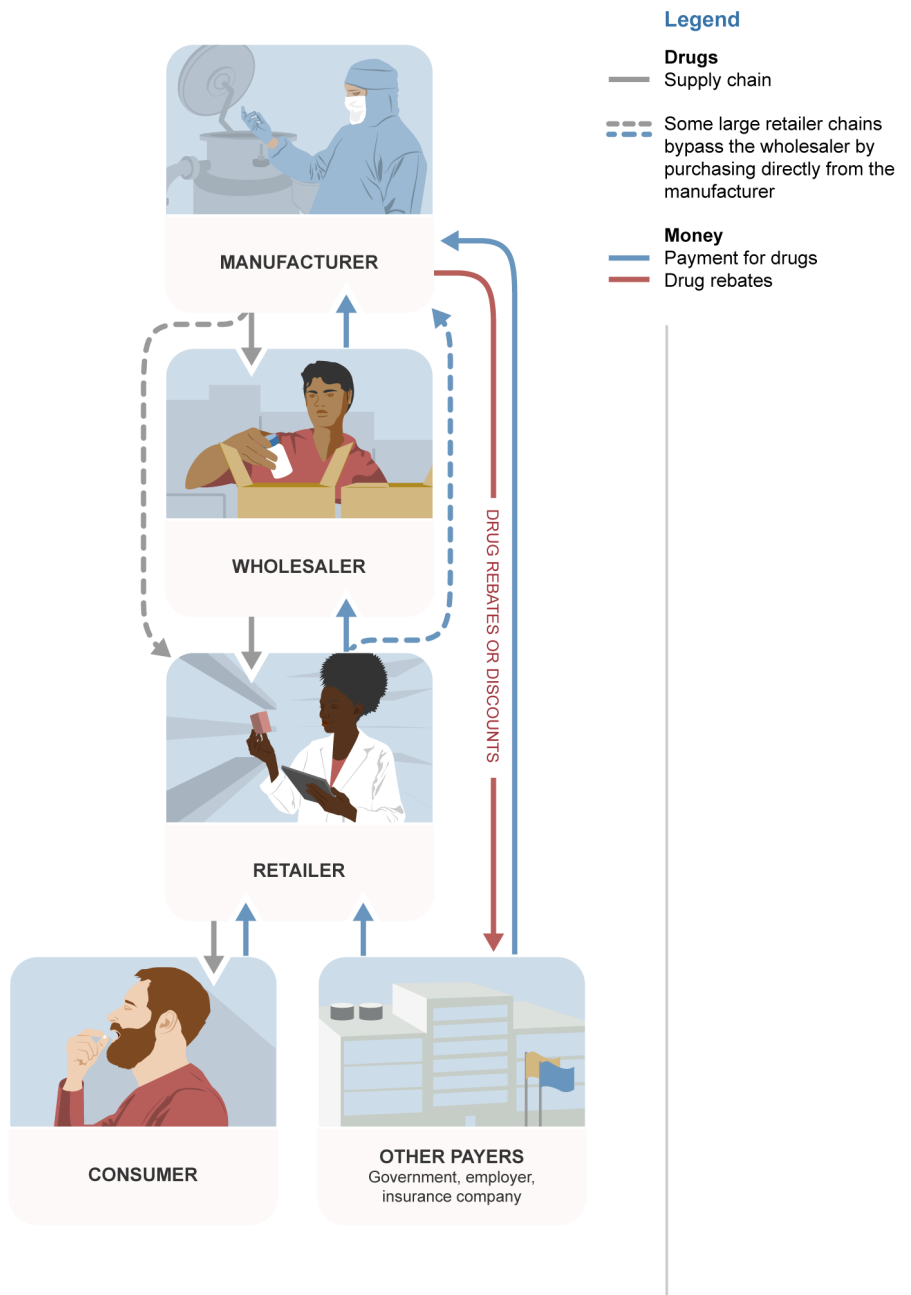 Legend
Drugs
Supply chain
Some large retailer chains
bypass the wholesaler by
purchasing directly from the
manufacturer
Money
Payment for drugs
Drug rebates
MANUFACTURER
WHOLESALER
DRUG REBATES OR DISCOUNTS
RETAILER
CONSUMER
OTHER PAYERS
Government, employer,
insurance company